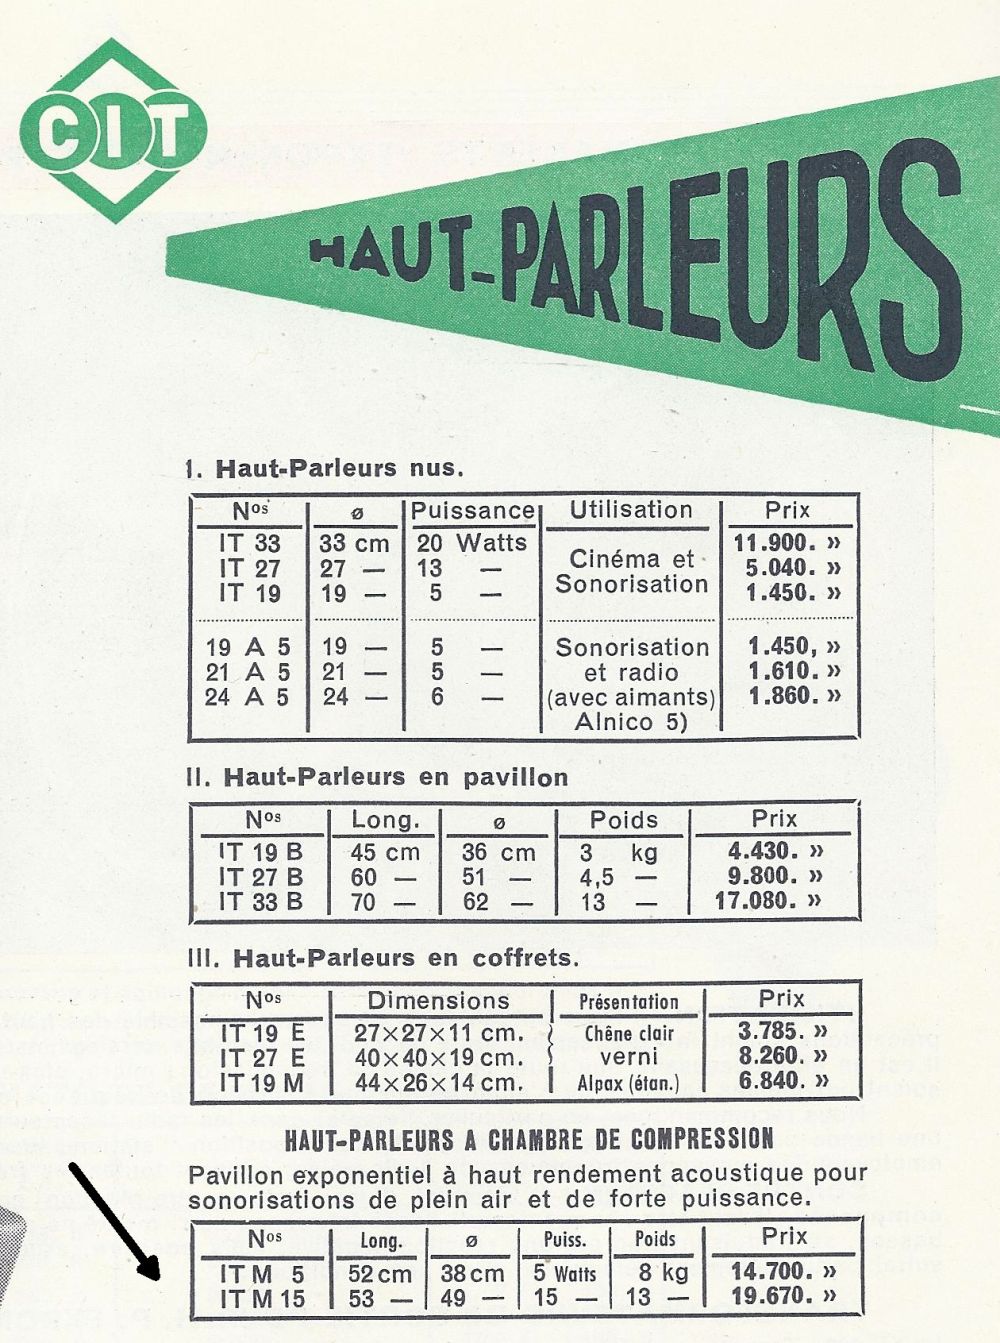 CIT
HAUT-PARLEURS
I. Haut-Parleurs nus.
Nos ø Puissance Utilisation Prix
IT 33 33 cm 20 Watts Cinéma et Sonorisation 11.900. »
IT 27 27 — 13 — 5.040. »
IT 19 19 — 5 — 1.450. »
19 A 5 19 — 5 — Sonorisation 1.450, »
21 A 5 21 — 5 — et radio 1.610. »
24 A 5 24 — 6 — (avec aimants) 1.860. »
Alnico 5)
II. Haut-Parleurs en pavillon
Nos Long. ø Poids Prix
IT 19 B 45 cm 36 cm 3 kg 4.430. »
IT 27 B 60 — 51 — 4,5 — 9.800. »
IT 33 B 70 — 62 — 13 — 17.080. »
III. Haut-Parleurs en coffrets.
Nos Dimensions Présentation Prix
IT 19 E 27×27×11 cm. Chêne clair 3.785. »
IT 27 E 40×40×19 cm. verni 8.260. »
IT 19 M 44×26×14 cm. Alpax (étan.) 6.840. »
HAUT-PARLEURS A CHAMBRE DE COMPRESSION
Pavillon exponentiel à haut rendement acoustique pour
sonorisations de plein air et de forte puissance.
Nos Long. ø Puiss. Poids Prix
ITM 5 52 cm 38 cm 5 Watts 8 kg 14.700. »
ITM 15 53 — 49 — 15 — 13 — 19.670. »